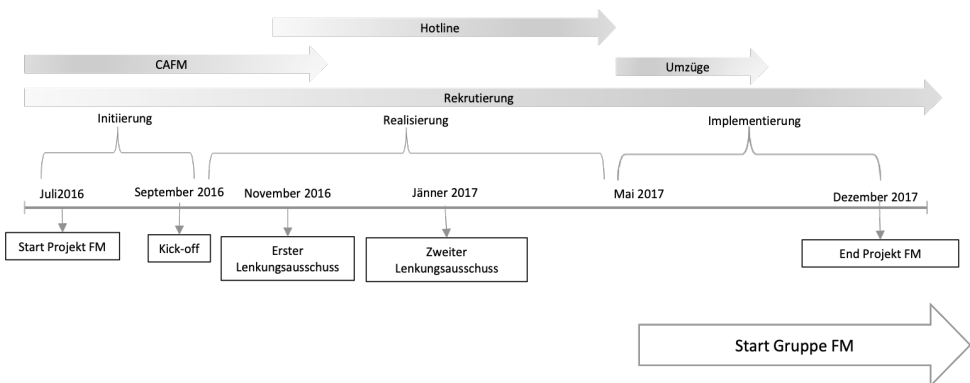 Hotline
CAFM
Umzüge
Rekrutierung
Initiierung
Realisierung
Implementierung
Juli2016
September 2016
November 2016
Jänner 2017
Mai 2017
Dezember 2017
Start Projekt FM
Kick-off
Erster
Lenkungsausschuss
Zweiter
Lenkungsausschuss
End Projekt FM
Start Gruppe FM